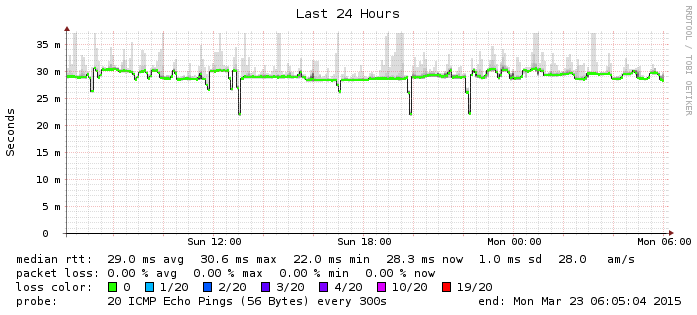 Last 24 Hours
RRDTOOL / TOBI OETIKER
Seconds
35 m
30 m
25 m
20 m
15 m
10 m
5 m
0
Sun 12:00 Sun 18:00 Mon 00:00 Mon 06:00
median rtt: 29.0 ms avg 30.6 ms max 22.0 ms min 28.3 ms now 1.0 ms sd 28.0 am/s
packet loss: 0.00 % avg 0.00 % max 0.00 % min 0.00 % now
loss color: 0 1/20 2/20 3/20 4/20 10/20 19/20
probe: 20 ICMP Echo Pings (56 Bytes) every 300s end: Mon Mar 23 06:05:04 2015